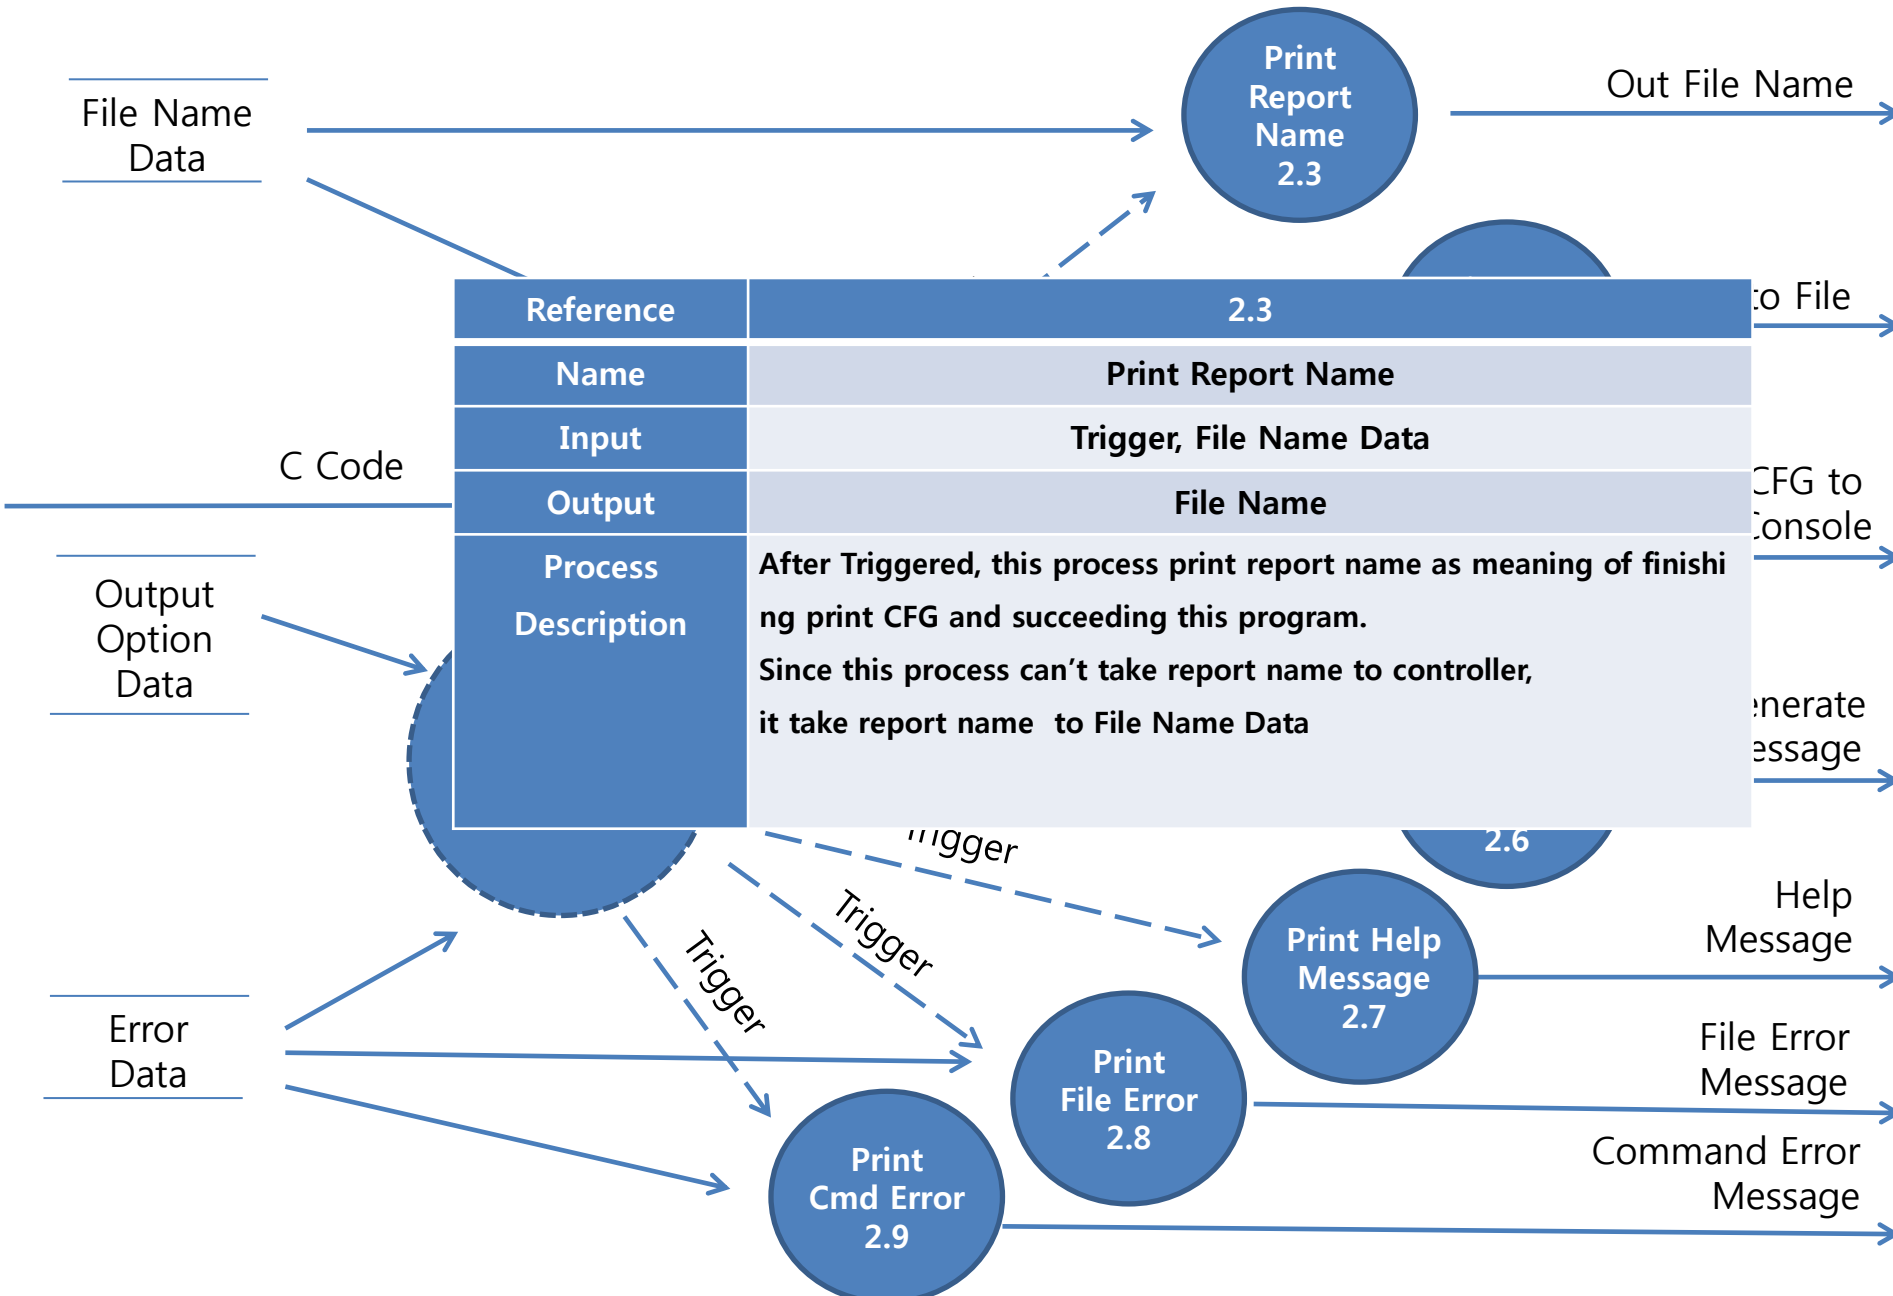 Print
Report
Name
2.3
Out File Name
File Name
Data
to File
Reference
2.3
Name
Print Report Name
Input
Trigger, File Name Data
Output
File Name
Process
Description
After Triggered, this process print report name as meaning of finishi
ng print CFG and succeeding this program.
Since this process can’t take report name to controller,
it take report name to File Name Data
C Code
CFG to
Console
Output
Option
Data
2.6
Trigger
Trigger
Trigger
Print Help
Message
2.7
Help
Message
Error
Data
Print
File Error
2.8
File Error
Message
Print
Cmd Error
2.9
Command Error
Message